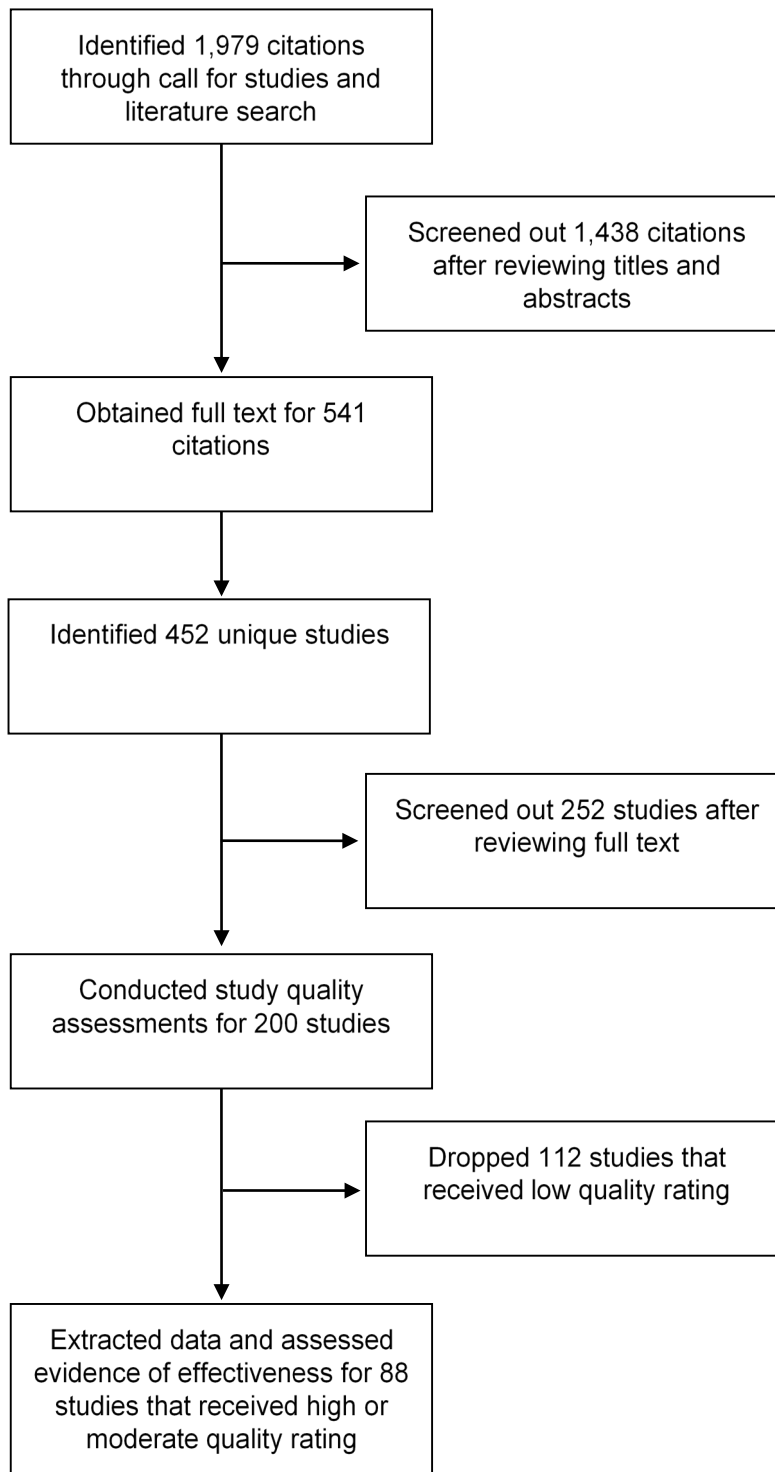 Identified 1,979 citations
through call for studies and
literature search
Screened out 1,438 citations
after reviewing titles and
abstracts
Obtained full text for 541
citations
Identified 452 unique studies
Screened out 252 studies after
reviewing full text
Conducted study quality
assessments for 200 studies
Dropped 112 studies that
received low quality rating
Extracted data and assessed
evidence of effectiveness for 88
studies that received high or
moderate quality rating